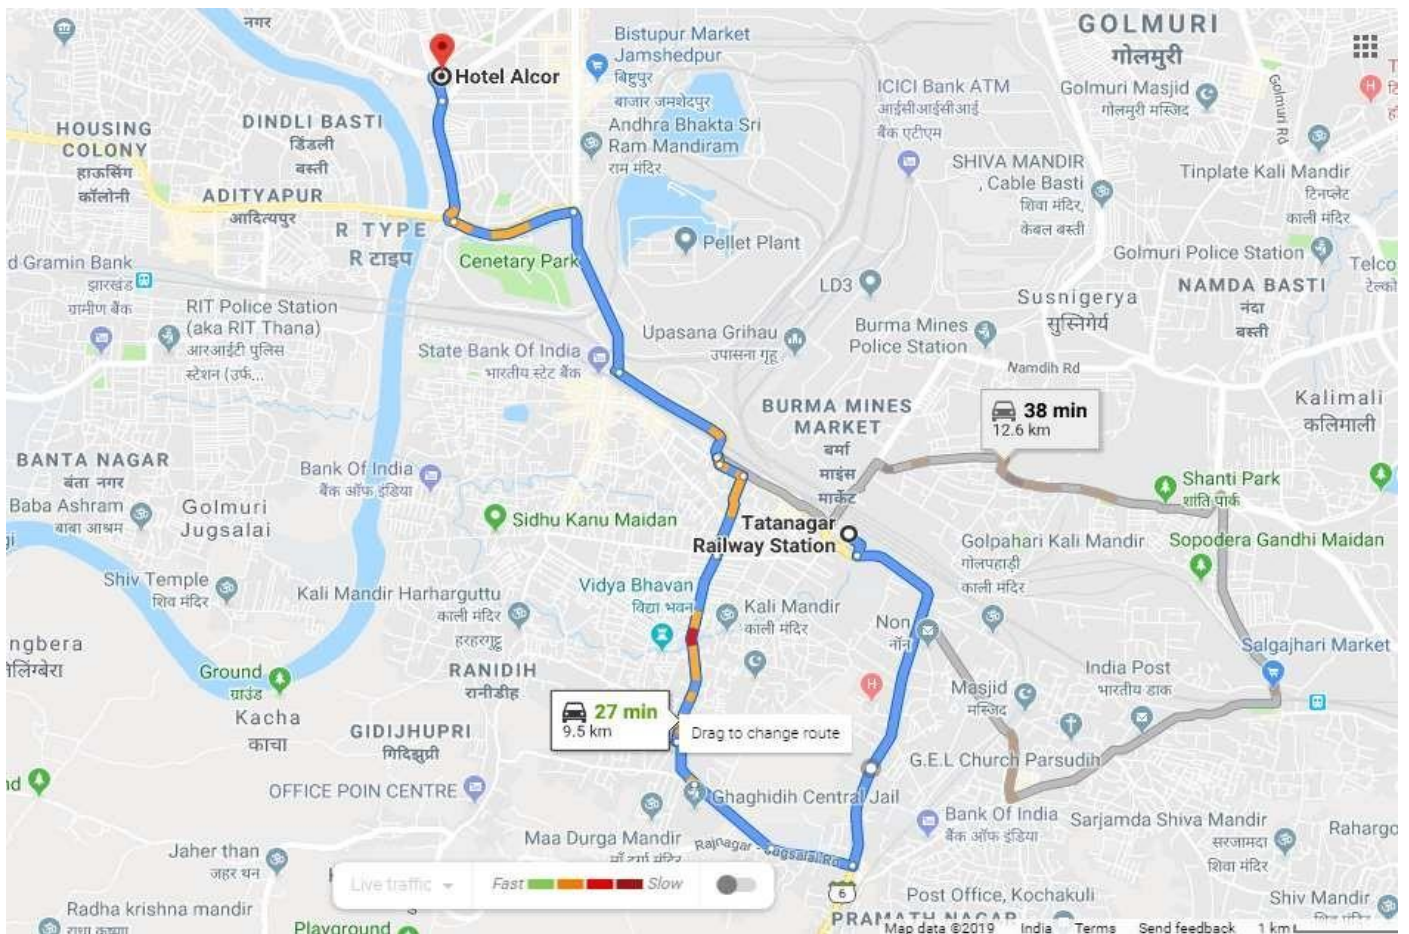 नगर
GOLMURI
गोलमुरी
Hotel Alcor
Bistupur Market
Jamshedpur
बिष्टुपुर
बाजार जमशेदपुर
ICICI Bank ATM
आईसीआईसीआई
बैंक एटीएम
Golmuri Masjid
गोलमुरी मस्जिद
Golmuri Rd
H
HOUSING
COLONY
हाऊसिंग
कॉलोनी
DINDLI BASTI
डिंडली
बस्ती
Andhra Bhakta Sri
Ram Mandiram
राम मंदिर
SHIVA MANDIR
, Cable Basti
शिवा मंदिर,
केबल बस्ती
Tinplate Kali Mandir
टिनप्लेट
काली मंदिर
ADITYAPUR
आदित्यपुर
R TYPE
R टाइप
Cenetary Park
Pellet Plant
Golmuri Police Station
Telco
टेल्को
d Gramin Bank
झारखंड
ग्रामीण बैंक
LD3
Susnigerya
सुस्निगेर्य
NAMDA BASTI
नंदा
बस्ती
RIT Police Station
(aka RIT Thana)
आरआईटी पुलिस
स्टेशन (उर्फ...
State Bank Of India
भारतीय स्टेट बैंक
Upasana Grihau
उपासना गृह
Burma Mines
Police Station
Namdih Rd
BURMA MINES
MARKET
बर्मा
माइंस
मार्केट
38 min
12.6 km
Kalimali
कलिमाली
BANTA NAGAR
बंता नगर
Bank Of India
बैंक ऑफ इंडिया
Shanti Park
शांति पार्क
Baba Ashram
बाबा आश्रम
Golmuri
Jugsalai
Sidhu Kanu Maidan
Tatanagar
Railway Station
Golpahari Kali Mandir
गोलपहाड़ी
काली मंदिर
Sopodera Gandhi Maidan
gi
Shiv Temple
शिव मंदिर
Kali Mandir Harharguttu
काली मंदिर
हरहरगुट्टू
Vidya Bhavan
विद्या भवन
Kali Mandir
काली मंदिर
Non
नॉन
Salgajhari Market
ngbera
लिंग्बेरा
Ground
ग्राउंड
RANIDIH
रानीडीह
H
Masjid
मस्जिद
India Post
भारतीय डाक
Kacha
काचा
GIDIJHUPRI
गिदिझुप्री
27 min
9.5 km
Drag to change route
G.E.L Church Parsudih
nd
OFFICE POIN CENTRE
Ghaghidih Central Jail
Bank Of India
बैंक ऑफ इंडिया
Sarjamda Shiva Mandir
सरजामदा
शिवा मंदिर
Rahargo
Maa Durga Mandir
माँ दुर्गा मंदिर
Rajnagar - Jugsalai Rd
Jaher than
जहर थन
Live traffic
Fast
Slow
6
Post Office, Kochakuli
Shiv Mandir
शिव मंदिर
Radha krishna mandir
राधा कृष्णा
Playground
PRAMATH NAGAR
Map data ©2019 India Terms Send feedback 1 km